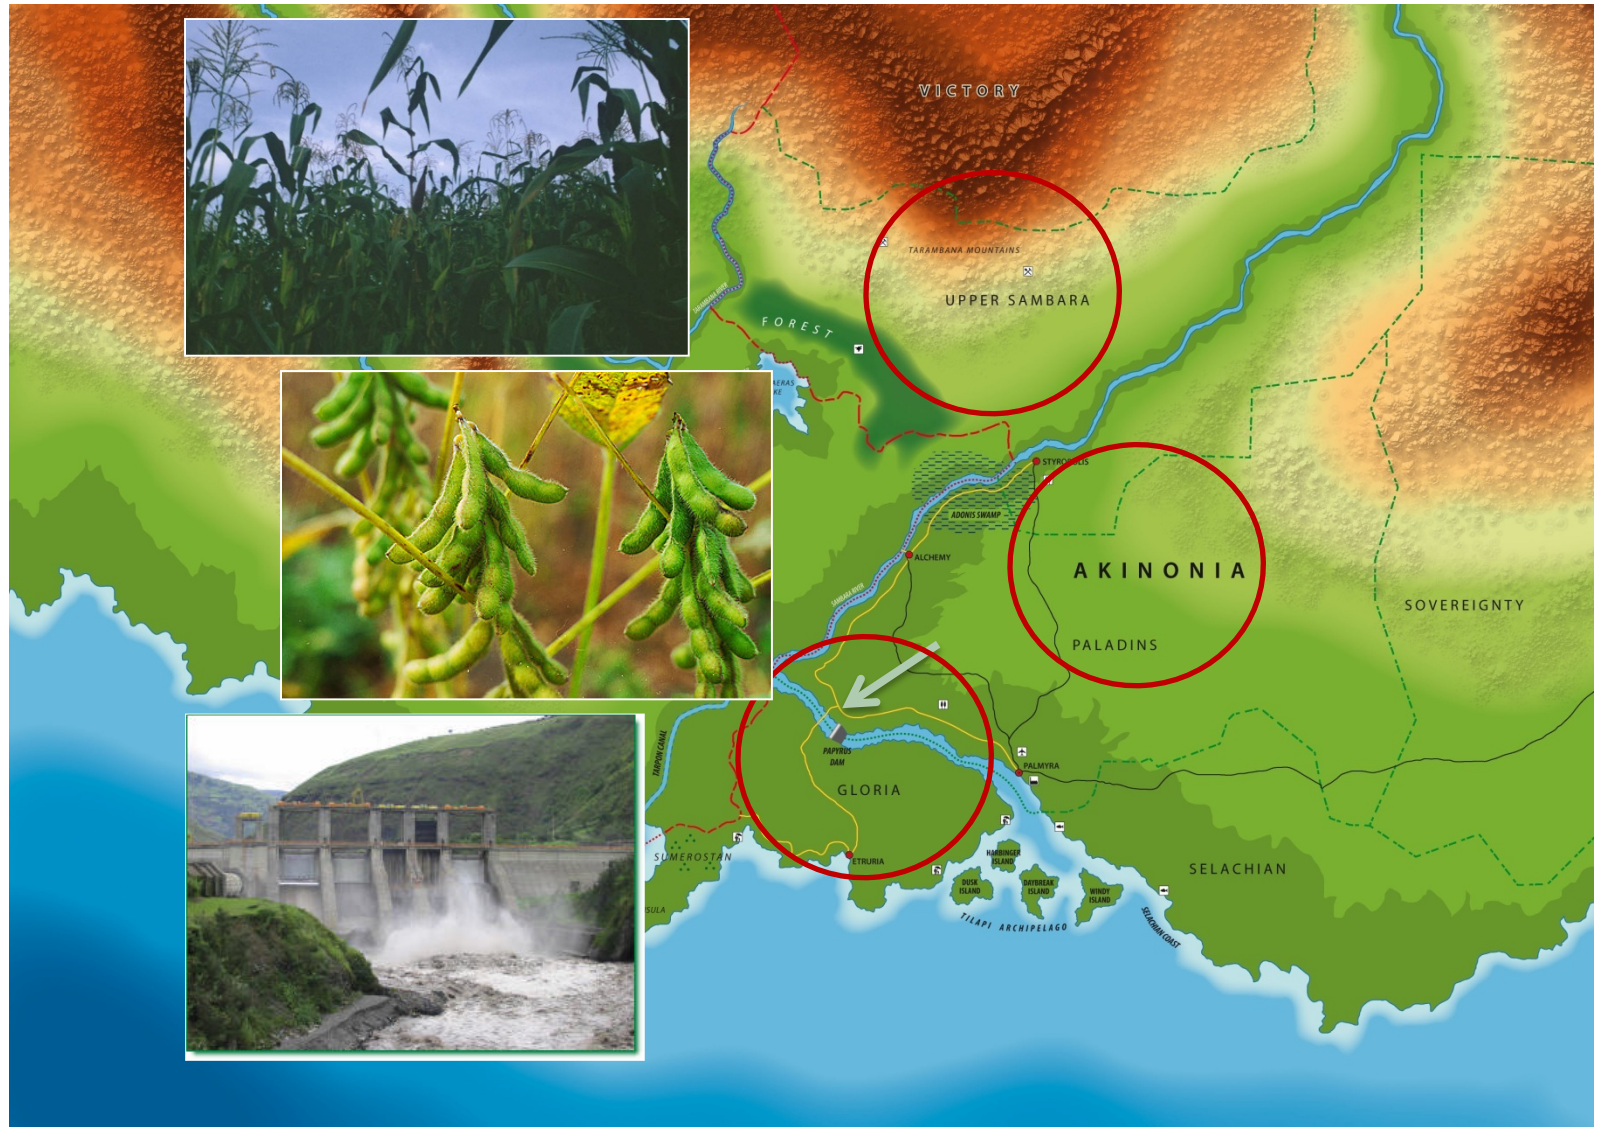 VICTORY
TARAMBANA MOUNTAINS
UPPER SAMBARA
FOREST
STYROPOLIS
ADONIS SWAMP
ALCHEMY
AKINONIA
SAMBARA RIVER
SOVEREIGNTY
PALADINS
TARPON CANAL
PAPYRUS
DAM
PALMYRA
GLORIA
SUMEROSTAN
ETRURIA
HARBINGER
ISLAND
SELACHIAN
DUSK
ISLAND
DAYBREAK
ISLAND
WINDY
ISLAND
TILAPI ARCHIPELAGO
SELACHIAN COAST